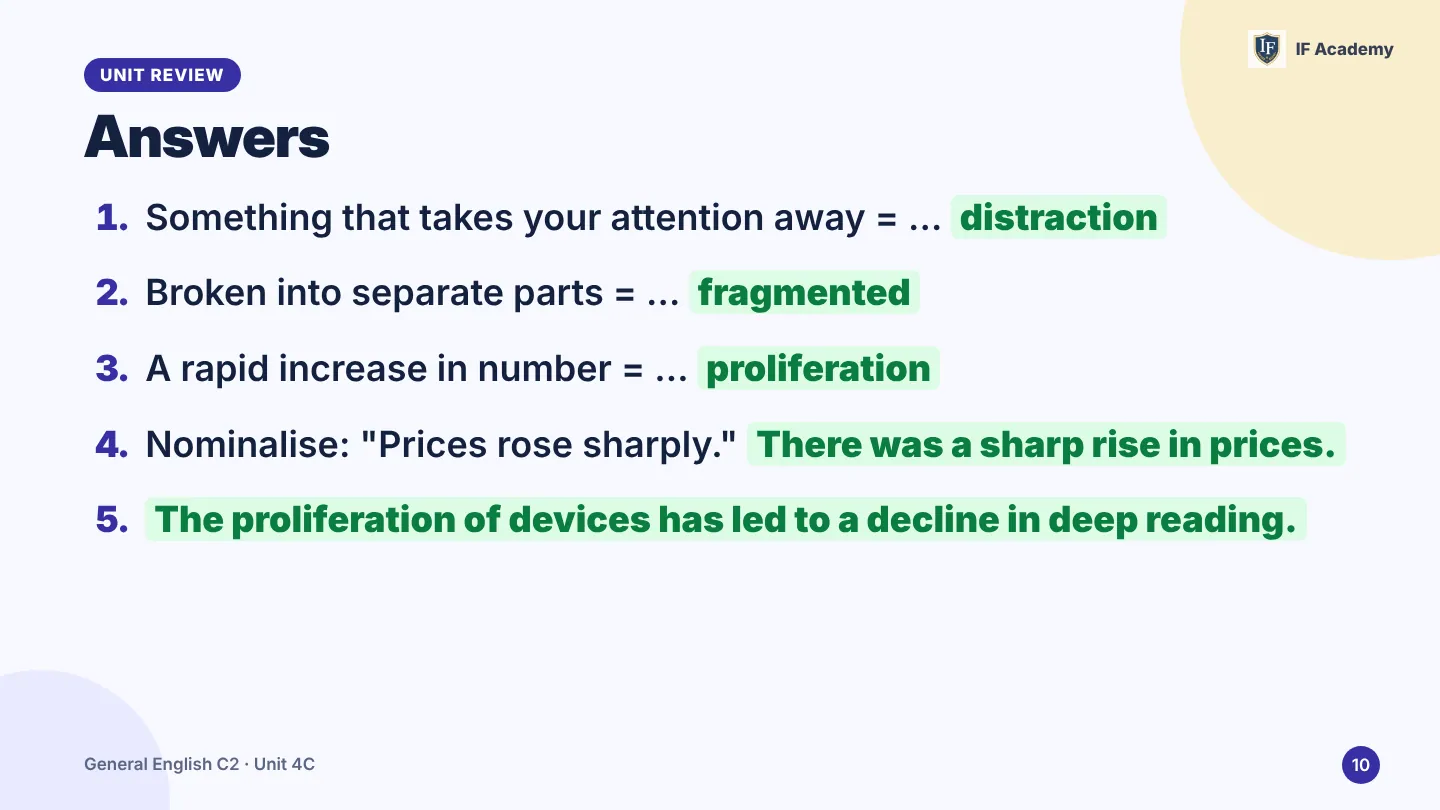 UNIT REVIEW
IF
IF Academy
Answers
1. Something that takes your attention away = ... distraction
2. Broken into separate parts = ... fragmented
3. A rapid increase in number = ... proliferation
4. Nominalise: "Prices rose sharply." There was a sharp rise in prices.
5. The proliferation of devices has led to a decline in deep reading.
General English C2 · Unit 4C
10